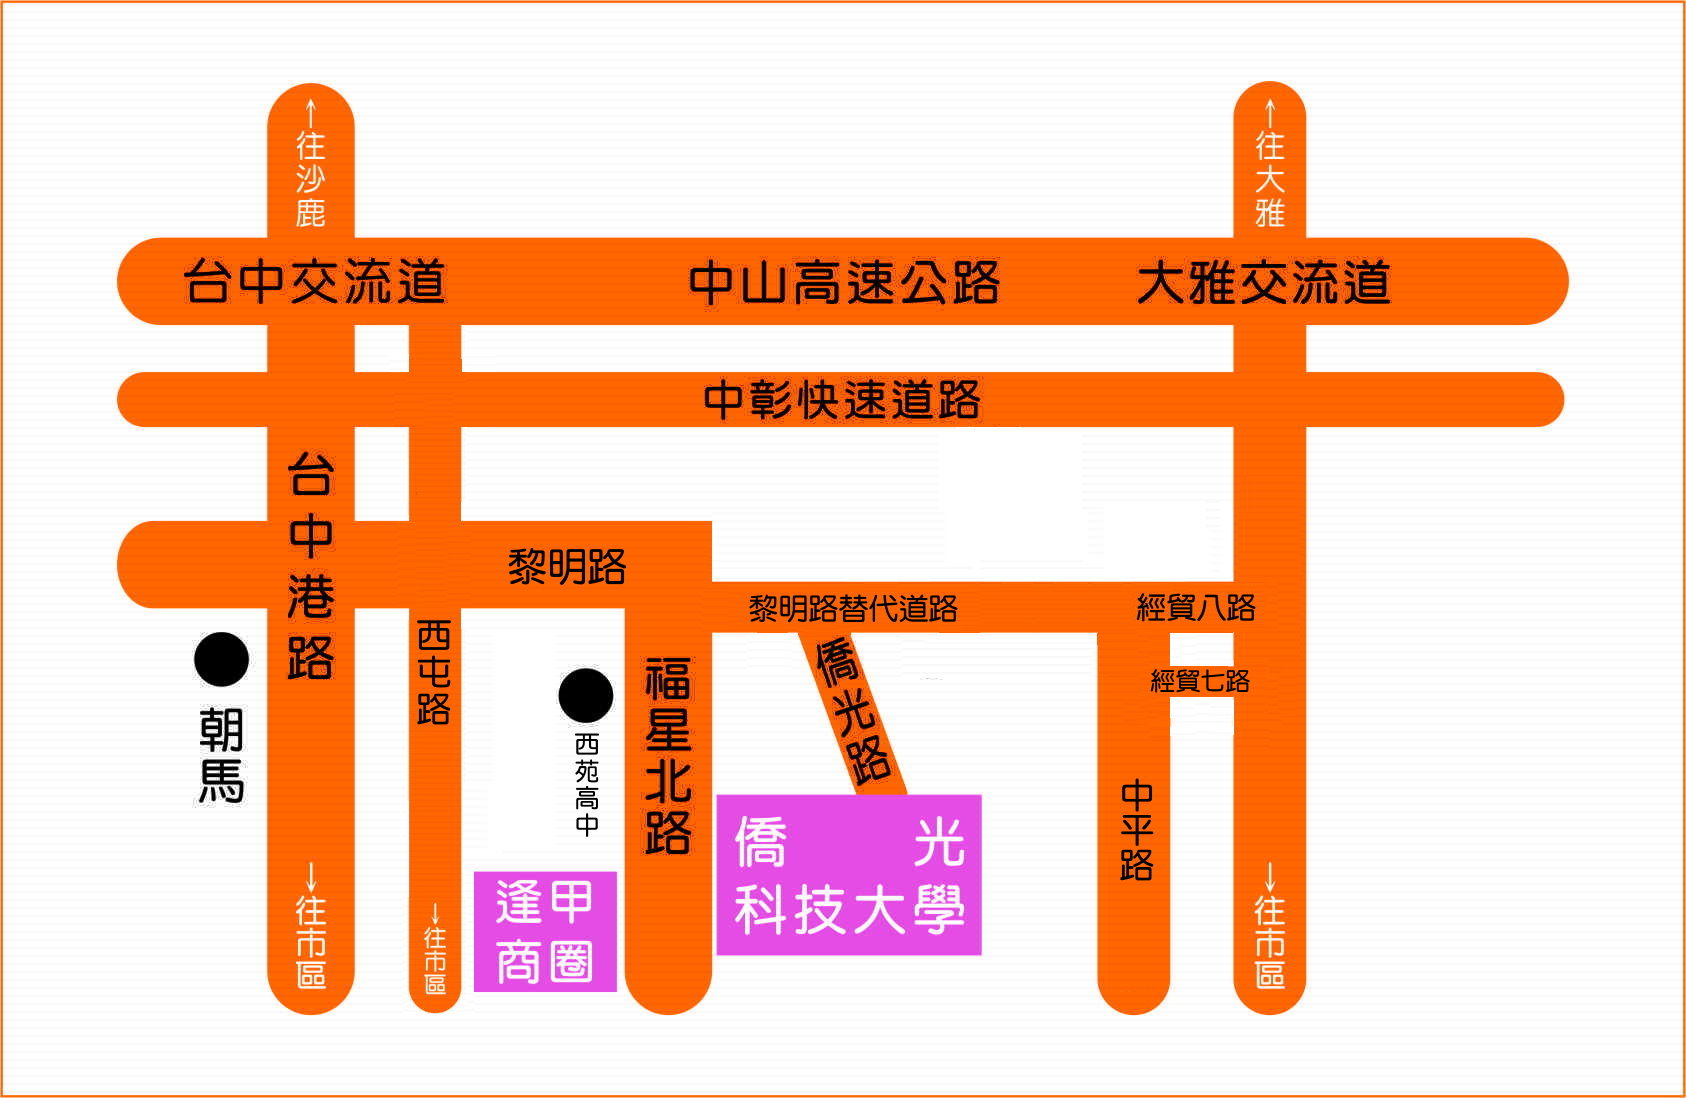 ↑往沙鹿
↑往大雅
台中交流道
中山高速公路
大雅交流道
中彰快速道路
台中港路
黎明路
黎明路替代道路
經貿八路
西屯路
僑光路
經貿七路
朝馬
西苑高中
福星北路
中平路
僑光
科技大學
逢甲
商圈
↓往市區
↓往市區
↓往市區